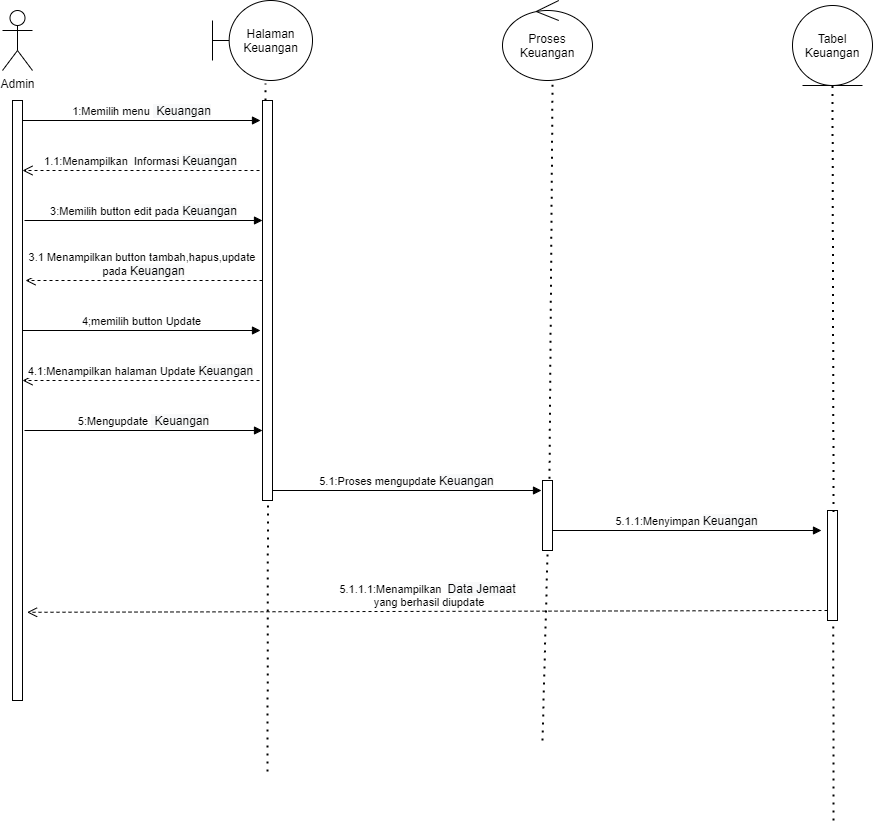 Halaman
Keuangan
Proses
Keuangan
Tabel
Keuangan
Admin
1:Memilih menu  Keuangan
1.1:Menampilkan  Informasi Keuangan
3:Memilih button edit pada Keuangan
3.1 Menampilkan button tambah,hapus,update
pada Keuangan
4;memilih button Update
4.1:Menampilkan halaman Update Keuangan
5:Mengupdate  Keuangan
5.1:Proses mengupdate Keuangan
5.1.1:Menyimpan Keuangan
5.1.1.1:Menampilkan  Data Jemaat
yang berhasil diupdate